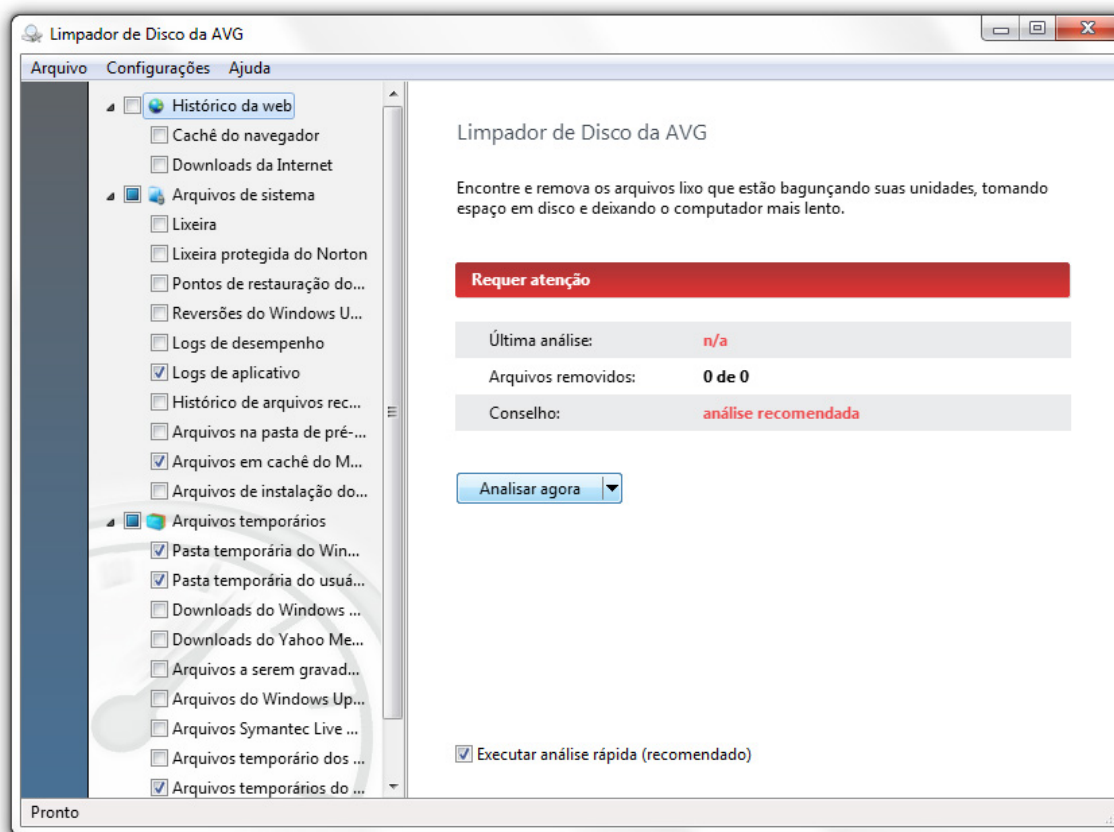 Limpador de Disco da AVG
Arquivo Configurações Ajuda
Histórico da web
Cachê do navegador
Downloads da Internet
Arquivos de sistema
Lixeira
Lixeira protegida do Norton
Pontos de restauração do...
Reversões do Windows U...
Logs de desempenho
Logs de aplicativo
Histórico de arquivos rec...
Arquivos na pasta de pré-...
Arquivos em cachê do M...
Arquivos de instalação do...
Arquivos temporários
Pasta temporária do Win...
Pasta temporária do usuá...
Downloads do Windows ...
Downloads do Yahoo Me...
Arquivos a serem gravad...
Arquivos do Windows Up...
Arquivos Symantec Live ...
Arquivos temporário dos ...
Arquivos temporários do ...
Limpador de Disco da AVG
Encontre e remova os arquivos lixo que estão bagunçando suas unidades, tomando
espaço em disco e deixando o computador mais lento.
Requer atenção
Última análise: n/a
Arquivos removidos: 0 de 0
Conselho: análise recomendada
Analisar agora
Executar análise rápida (recomendado)
Pronto